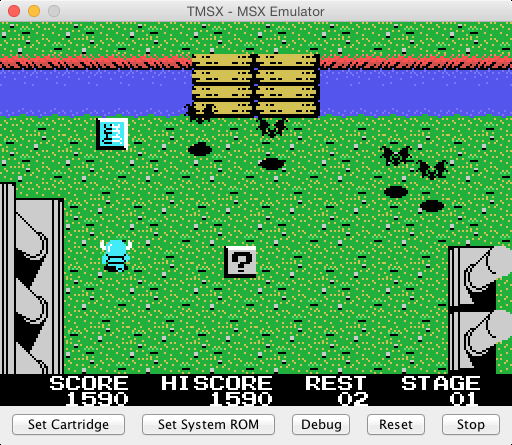 TMSX - MSX Emulator
?
SCORE HISCORE REST STAGE
1590 1590 02 01
Set Cartridge Set System ROM Debug Reset Stop